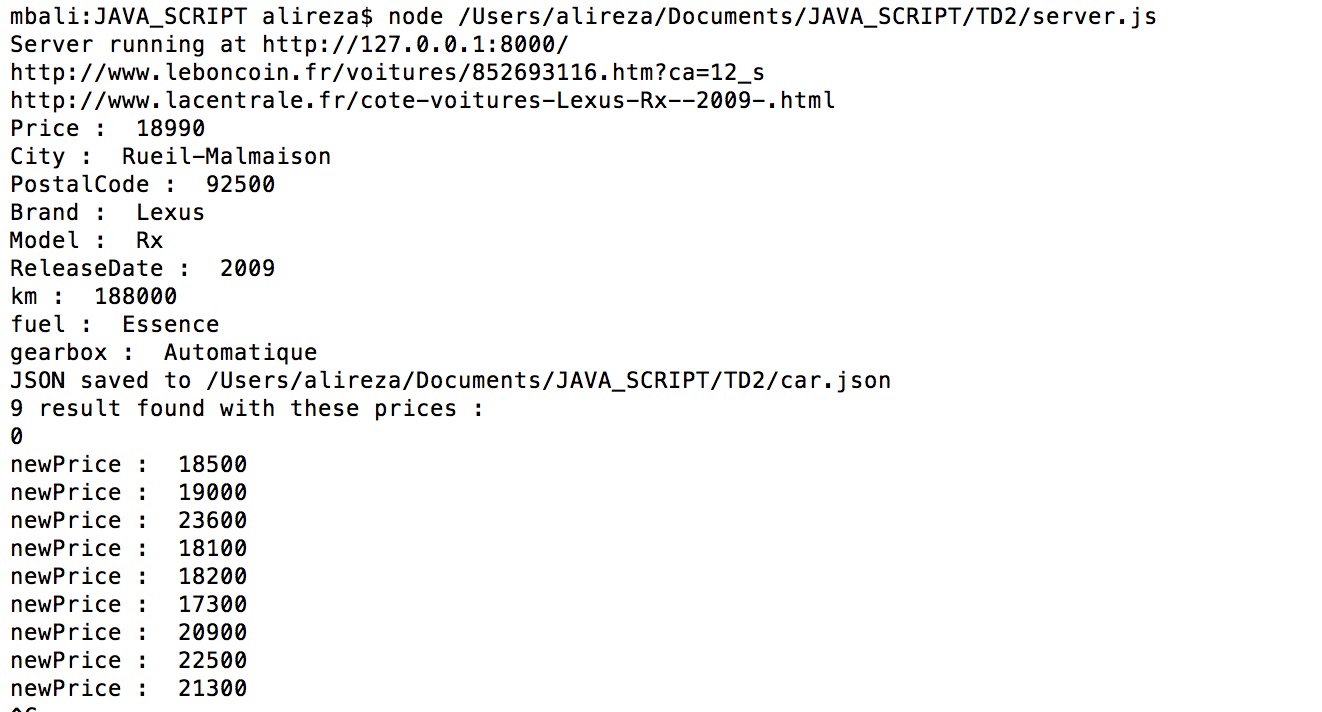 mbali:JAVA_SCRIPT alireza$ node /Users/alireza/Documents/JAVA_SCRIPT/TD2/server.js
Server running at http://127.0.0.1:8000/
http://www.leboncoin.fr/voitures/852693116.htm?ca=12_s
http://www.lacentrale.fr/cote-voitures-Lexus-Rx--2009-.html
Price :  18990
City :  Rueil-Malmaison
PostalCode :  92500
Brand :  Lexus
Model :  Rx
ReleaseDate :  2009
km :  188000
fuel :  Essence
gearbox :  Automatique
JSON saved to /Users/alireza/Documents/JAVA_SCRIPT/TD2/car.json
9 result found with these prices :
0
newPrice :  18500
newPrice :  19000
newPrice :  23600
newPrice :  18100
newPrice :  18200
newPrice :  17300
newPrice :  20900
newPrice :  22500
newPrice :  21300